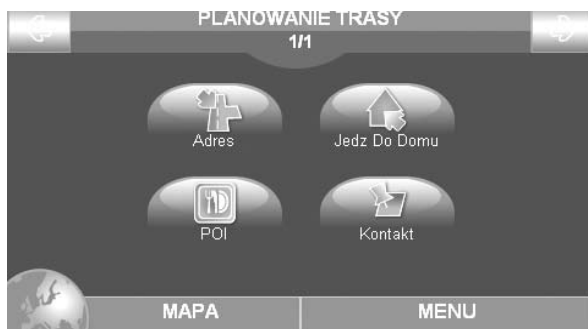 PLANOWANIE TRASY
1/1
Adres
Jedz Do Domu
POI
Kontakt
MAPA
MENU